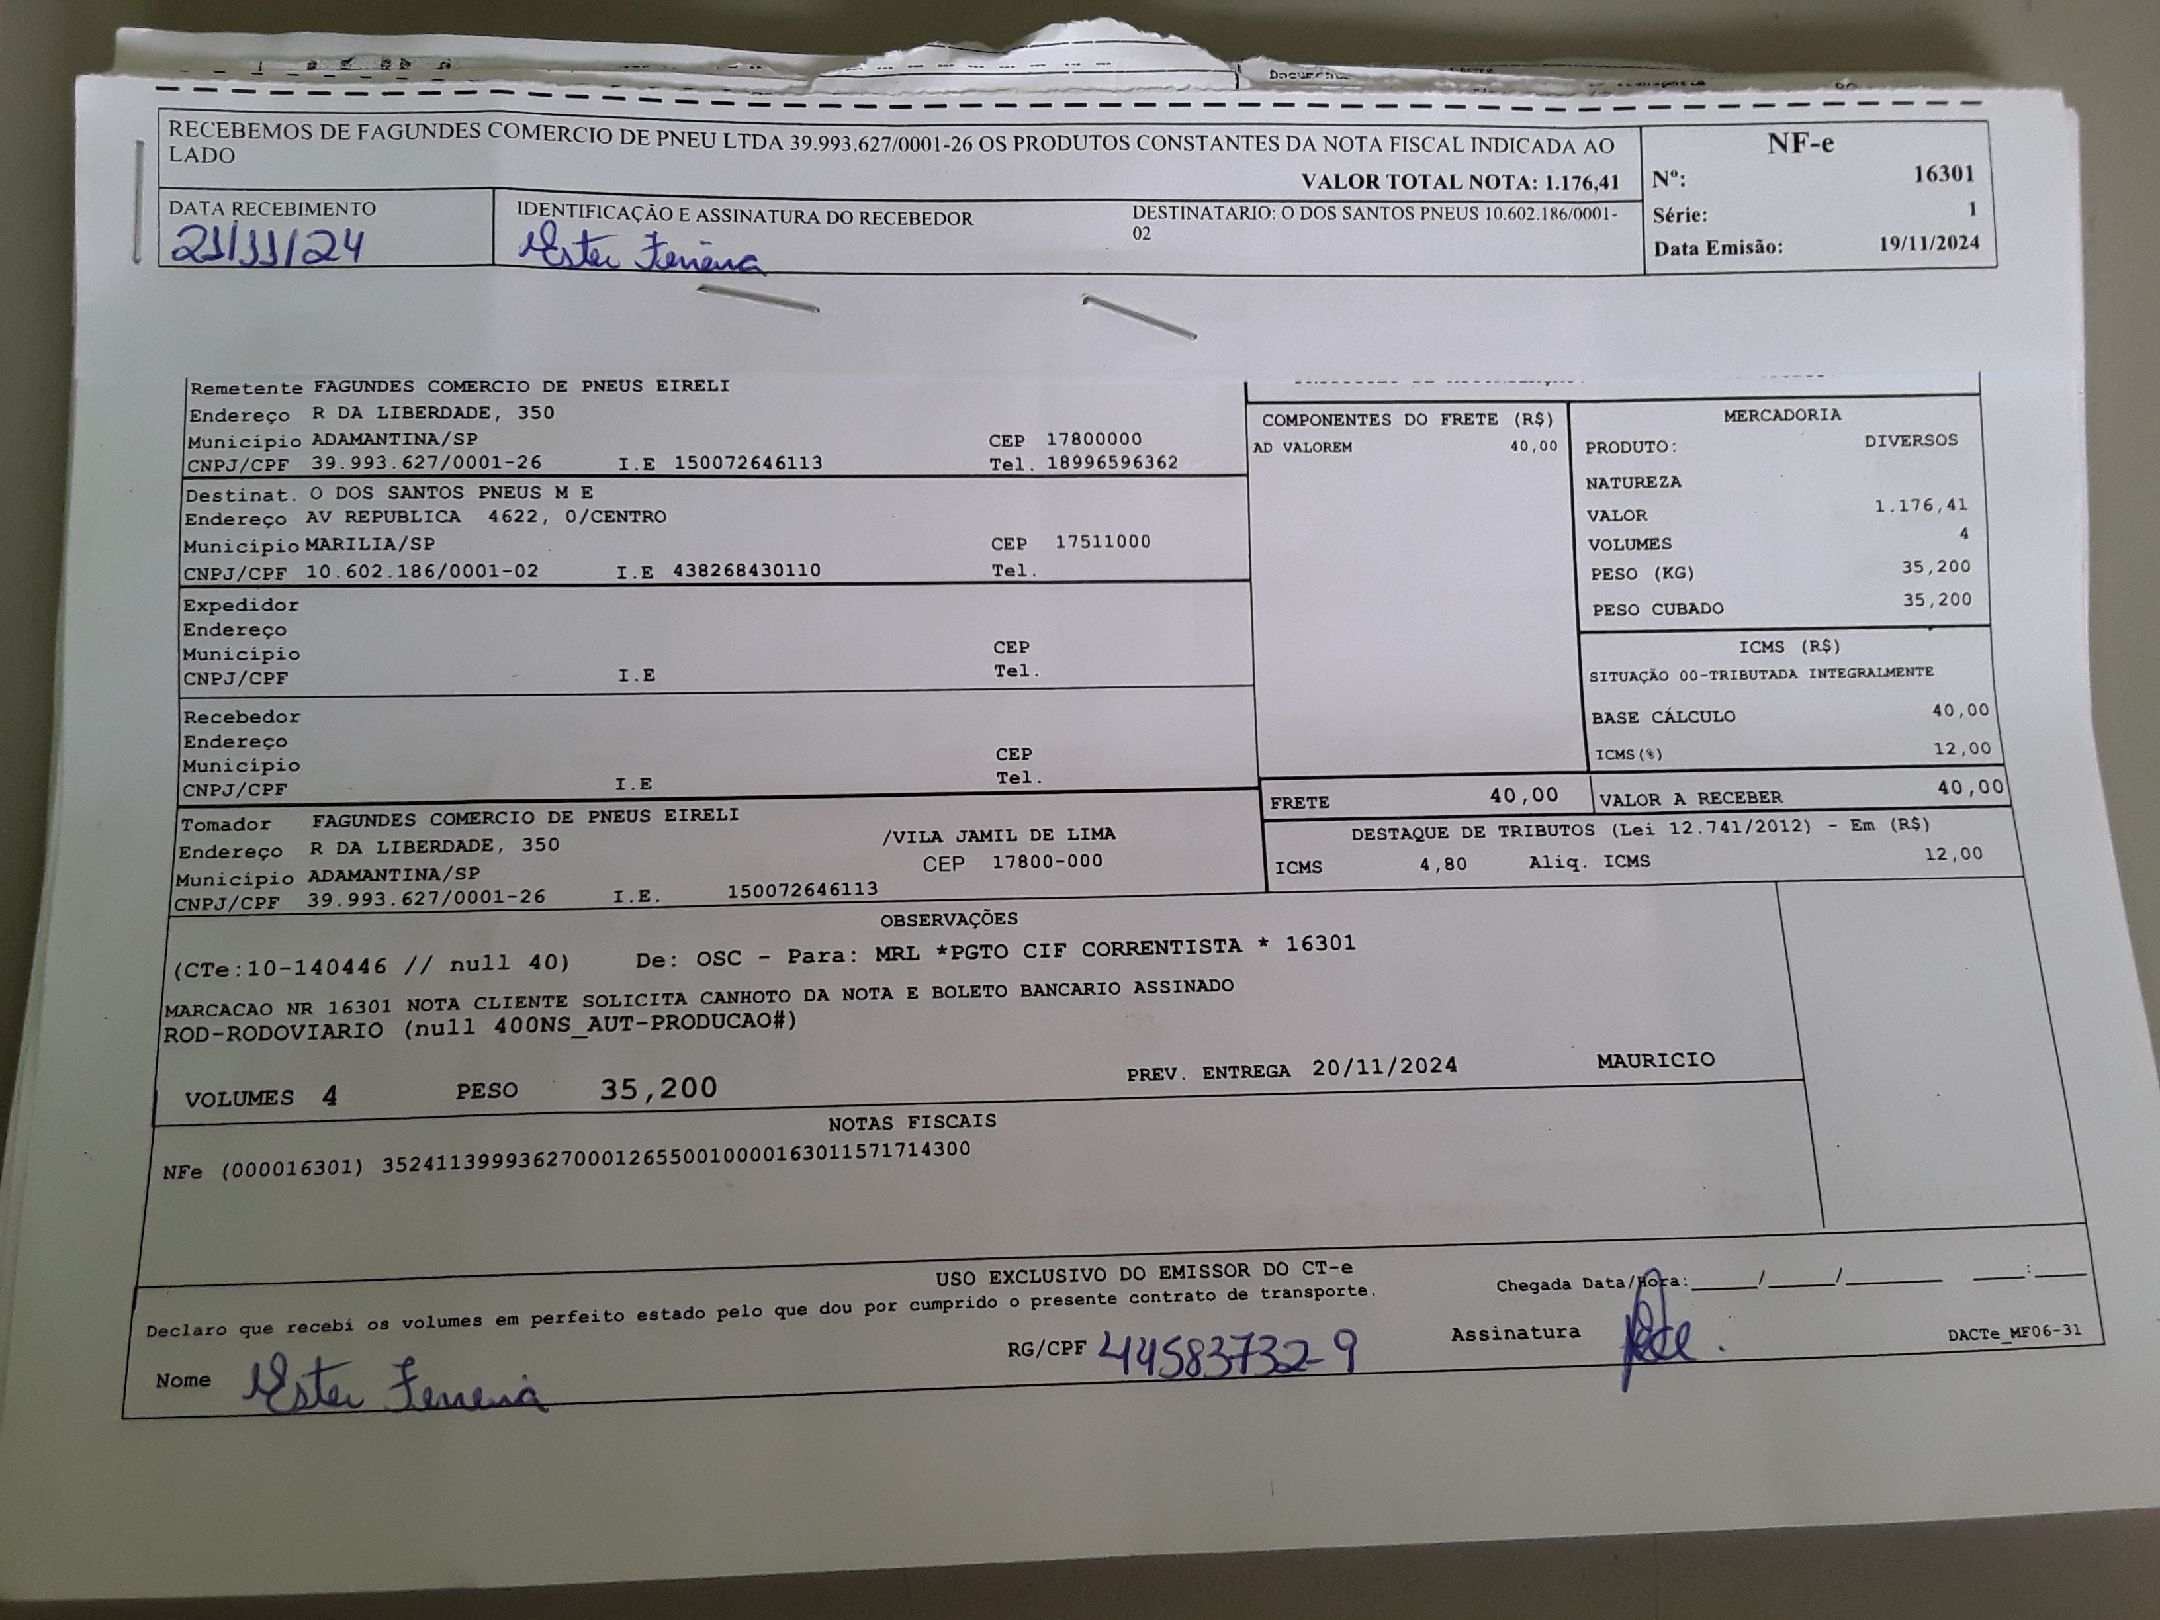 RECEBEMOS DE FAGUNDES COMERCIO DE PNEU LTDA 39.993.627/0001-26 OS PRODUTOS CONSTANTES DA NOTA FISCAL INDICADA AO
LADO
VALOR TOTAL NOTA: 1.176,41
DATA RECEBIMENTO
21/11/24
IDENTIFICAÇÃO E ASSINATURA DO RECEBEDOR
Ester Ferreira
DESTINATARIO: O DOS SANTOS PNEUS 10.602.186/0001-
02
NF-e
Nº: 16301
Série: 1
Data Emissão: 19/11/2024
Remetente FAGUNDES COMERCIO DE PNEUS EIRELI
Endereço R DA LIBERDADE, 350
Município ADAMANTINA/SP CEP 17800000
CNPJ/CPF 39.993.627/0001-26 I.E 150072646113 Tel. 18996596362
Destinat. O DOS SANTOS PNEUS M E
Endereço AV REPUBLICA 4622, 0/CENTRO
Município MARILIA/SP CEP 17511000
CNPJ/CPF 10.602.186/0001-02 I.E 438268430110 Tel.
Expedidor
Endereço
Município CEP
CNPJ/CPF I.E Tel.
Recebedor
Endereço
Município CEP
CNPJ/CPF I.E Tel.
Tomador FAGUNDES COMERCIO DE PNEUS EIRELI
Endereço R DA LIBERDADE, 350 /VILA JAMIL DE LIMA
Município ADAMANTINA/SP CEP 17800-000
CNPJ/CPF 39.993.627/0001-26 I.E. 150072646113
COMPONENTES DO FRETE (R$)
AD VALOREM 40,00
MERCADORIA
PRODUTO: DIVERSOS
NATUREZA
VALOR 1.176,41
VOLUMES 4
PESO (KG) 35,200
PESO CUBADO 35,200
ICMS (R$)
SITUAÇÃO 00-TRIBUTADA INTEGRALMENTE
BASE CÁLCULO 40,00
ICMS(%) 12,00
FRETE 40,00 VALOR A RECEBER 40,00
DESTAQUE DE TRIBUTOS (Lei 12.741/2012) - Em (R$)
ICMS 4,80 Aliq. ICMS 12,00
OBSERVAÇÕES
(CTe:10-140446 // null 40) De: OSC - Para: MRL *PGTO CIF CORRENTISTA * 16301
MARCACAO NR 16301 NOTA CLIENTE SOLICITA CANHOTO DA NOTA E BOLETO BANCARIO ASSINADO
ROD-RODOVIARIO (null 400NS_AUT-PRODUCAO#)
VOLUMES 4 PESO 35,200 PREV. ENTREGA 20/11/2024 MAURICIO
NOTAS FISCAIS
NFe (000016301) 35241139993627000126550010000163011571714300
USO EXCLUSIVO DO EMISSOR DO CT-e
Declaro que recebi os volumes em perfeito estado pelo que dou por cumprido o presente contrato de transporte.
Chegada Data/Hora:_____/_____/_______ ___:___
Nome Ester Ferreira RG/CPF 44583732-9 Assinatura
DACTe_MF06-31